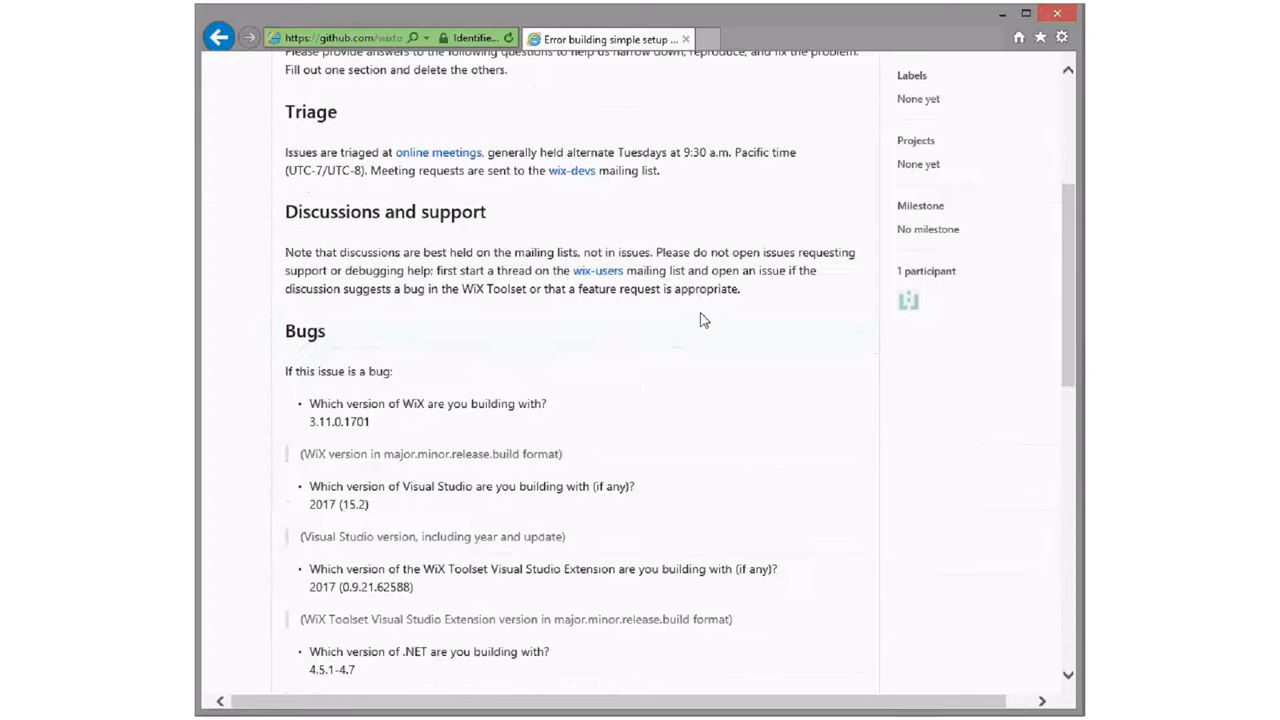 https://github.com/wixto
Identifie...
Error building simple setup ...
Please provide answers to the following questions to help us narrow down, reproduce, and fix the problem.
Fill out one section and delete the others.
Triage
Issues are triaged at online meetings, generally held alternate Tuesdays at 9:30 a.m. Pacific time
(UTC-7/UTC-8). Meeting requests are sent to the wix-devs mailing list.
Discussions and support
Note that discussions are best held on the mailing lists, not in issues. Please do not open issues requesting
support or debugging help: first start a thread on the wix-users mailing list and open an issue if the
discussion suggests a bug in the WiX Toolset or that a feature request is appropriate.
Bugs
If this issue is a bug:
• Which version of WiX are you building with?
3.11.0.1701
(WiX version in major.minor.release.build format)
• Which version of Visual Studio are you building with (if any)?
2017 (15.2)
(Visual Studio version, including year and update)
• Which version of the WiX Toolset Visual Studio Extension are you building with (if any)?
2017 (0.9.21.62588)
(WiX Toolset Visual Studio Extension version in major.minor.release.build format)
• Which version of .NET are you building with?
4.5.1-4.7
Labels
None yet
Projects
None yet
Milestone
No milestone
1 participant